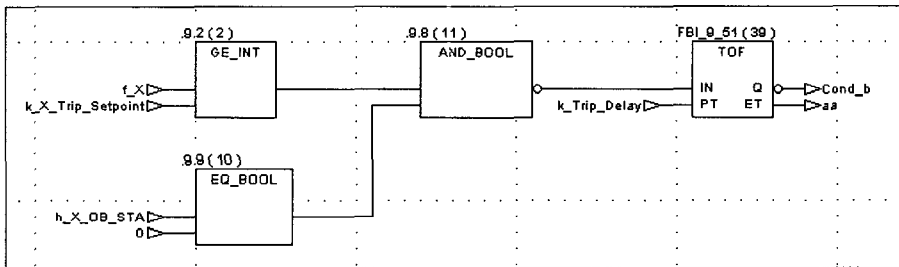 .9.2(2)
GE_INT
f_X
k_X_Trip_Setpoint
.9.8(11)
AND_BOOL
FBI_9_51(39)
TOF
IN Q
PT ET
k_Trip_Delay
Cond_b
aa
.9.9(10)
EQ_BOOL
h_X_OB_STA
0